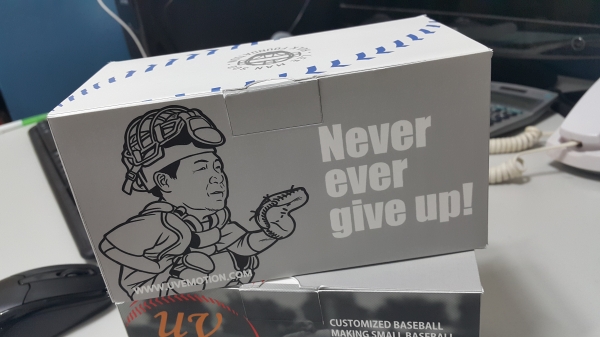 Never
ever
give up!
WWW.UVEMOTION.COM
uv
CUSTOMIZED BASEBALL
MAKING SMALL BASEBALL